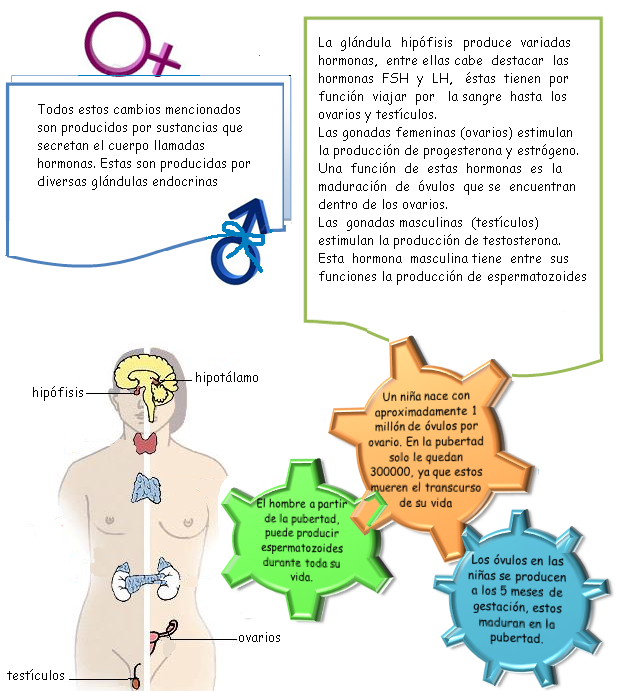 Todos estos cambios mencionados
son producidos por sustancias que
secretan el cuerpo llamadas
hormonas. Estas son producidas por
diversas glándulas endocrinas
La glándula hipófisis produce variadas
hormonas, entre ellas cabe destacar las
hormonas FSH y LH, éstas tienen por
función viajar por la sangre hasta los
ovarios y testículos.
Las gonadas femeninas (ovarios) estimulan
la producción de progesterona y estrógeno.
Una función de estas hormonas es la
maduración de óvulos que se encuentran
dentro de los ovarios.
Las gonadas masculinas (testículos)
estimulan la producción de testosterona.
Esta hormona masculina tiene entre sus
funciones la producción de espermatozoides
hipotálamo
hipófisis
ovarios
testículos
Un niña nace con
aproximadamente 1
millón de óvulos por
ovario. En la pubertad
solo le quedan
300000, ya que estos
mueren el transcurso
de su vida
El hombre a partir
de la pubertad,
puede producir
espermatozoides
durante toda su
vida.
Los óvulos en las
niñas se producen
a los 5 meses de
gestación, estos
maduran en la
pubertad.